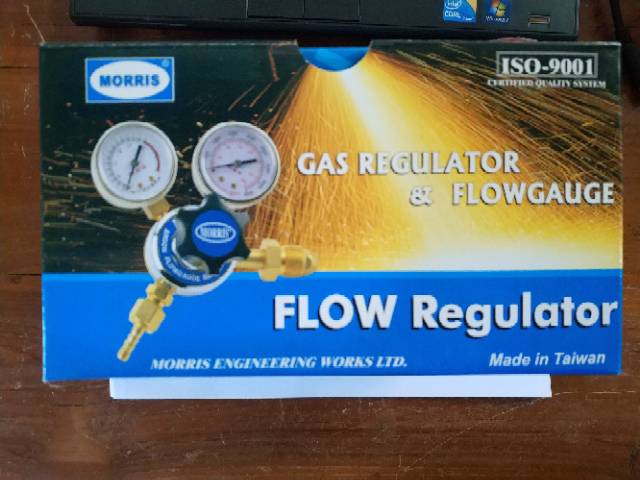 MORRIS
ISO-9001
CERTIFIED QUALITY SYSTEM
GAS REGULATOR
& FLOWGAUGE
MORRIS
FLOW Regulator
MORRIS ENGINEERING WORKS LTD.
Made in Taiwan